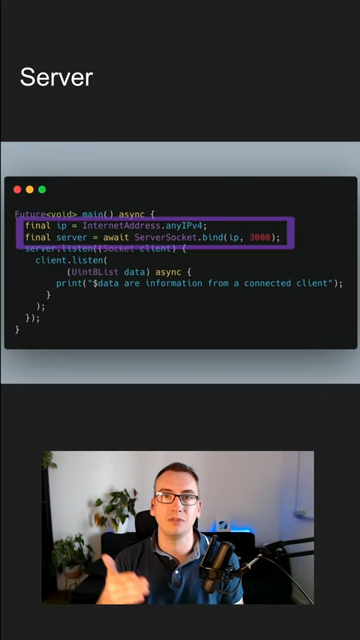 Server
Future<void> main() async {
final ip = InternetAddress.anyIPv4;
final server = await ServerSocket.bind(ip, 3000);
server.listen((Socket client) {
client.listen(
(Uint8List data) async {
print("$data are information from a connected client");
}
);
});
}